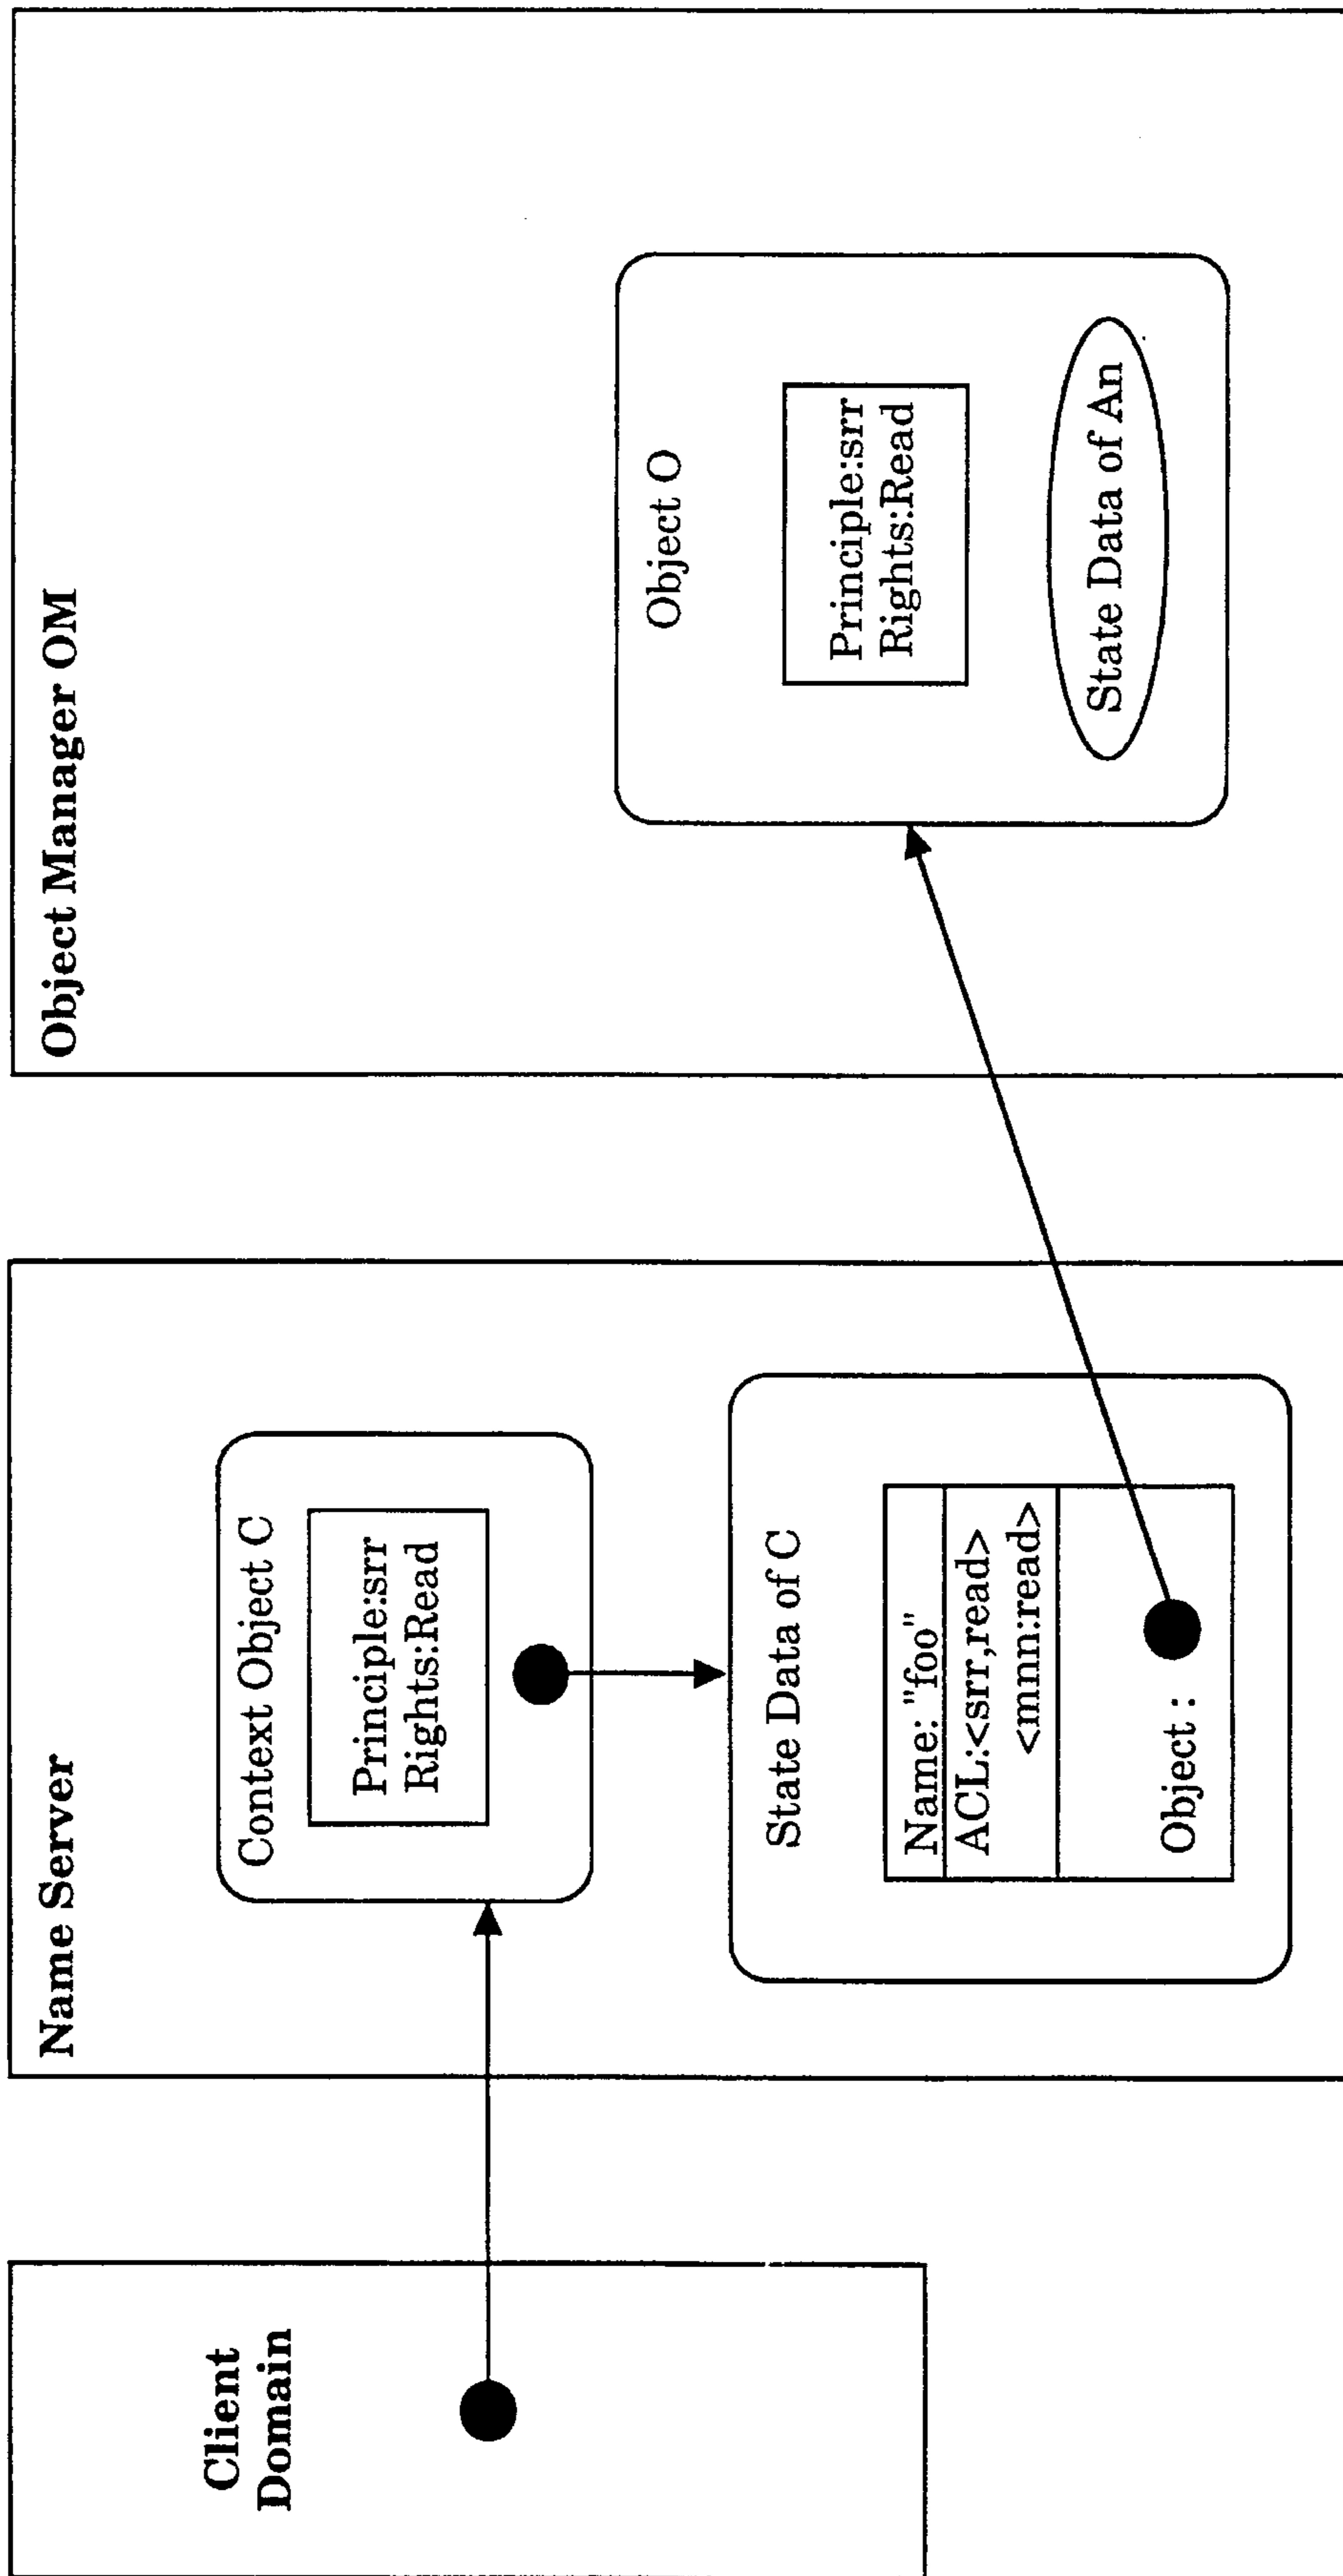 Client
Domain
Name Server
Context Object C
Principle:srr
Rights:Read
State Data of C
Name: "foo"
ACL:<srr,read>
<mnn:read>
Object :
Object Manager OM
Object O
Principle:srr
Rights:Read
State Data of An